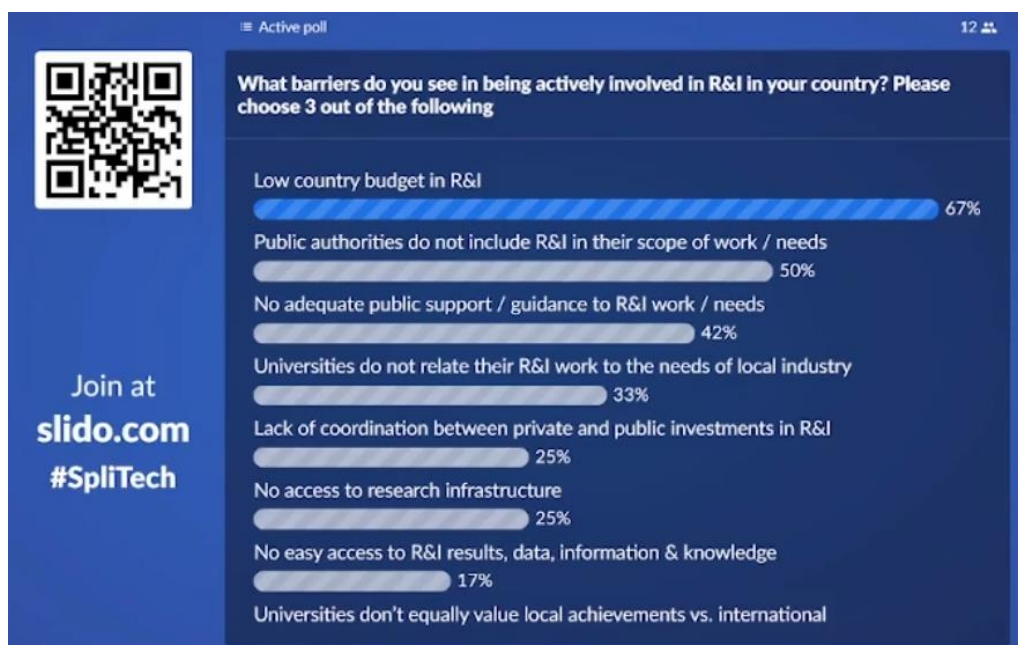 Active poll
12
What barriers do you see in being actively involved in R&I in your country? Please
choose 3 out of the following
Low country budget in R&I
67%
Public authorities do not include R&I in their scope of work / needs
50%
No adequate public support / guidance to R&I work / needs
42%
Universities do not relate their R&I work to the needs of local industry
33%
Lack of coordination between private and public investments in R&I
25%
No access to research infrastructure
25%
No easy access to R&I results, data, information & knowledge
17%
Universities don't equally value local achievements vs. international
Join at
slido.com
#SpliTech